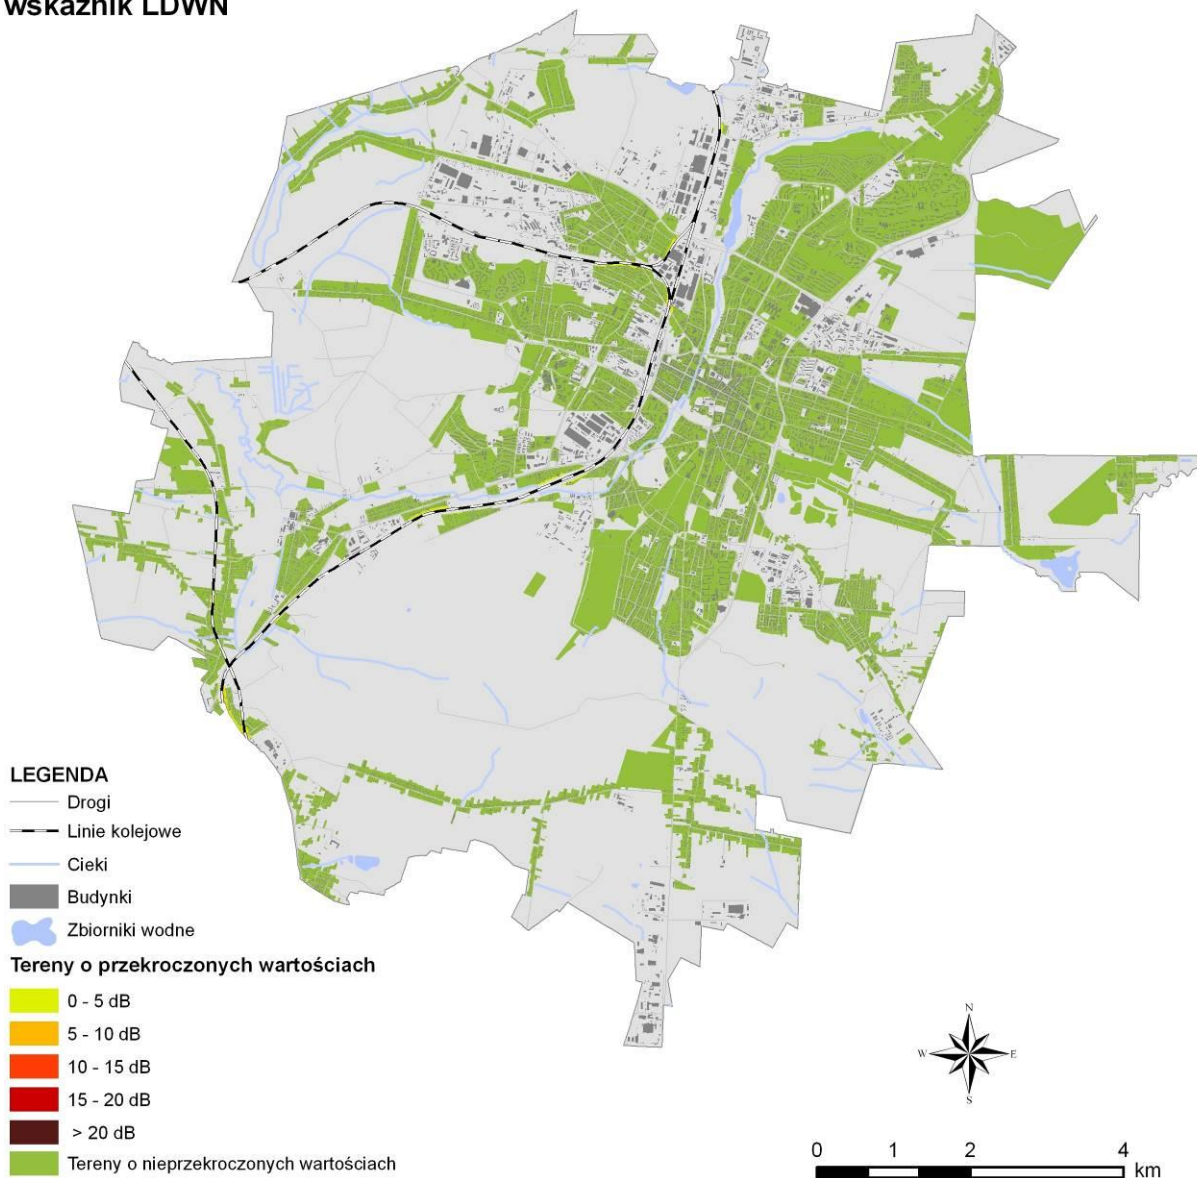 wskaźnik LDWN
LEGENDA
Drogi
Linie kolejowe
Cieki
Budynki
Zbiorniki wodne
Tereny o przekroczonych wartościach
0 - 5 dB
5 - 10 dB
10 - 15 dB
15 - 20 dB
> 20 dB
Tereny o nieprzekroczonych wartościach
N
W E
S
0 1 2 4
km